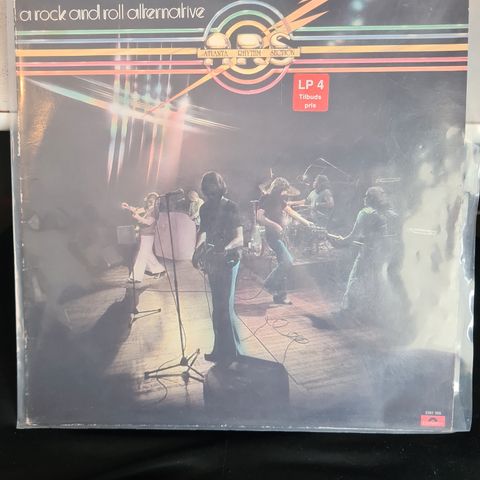 a rock and roll alternative
ARS
ATLANTA RHYTHM SECTION
LP 4
Tilbuds
pris